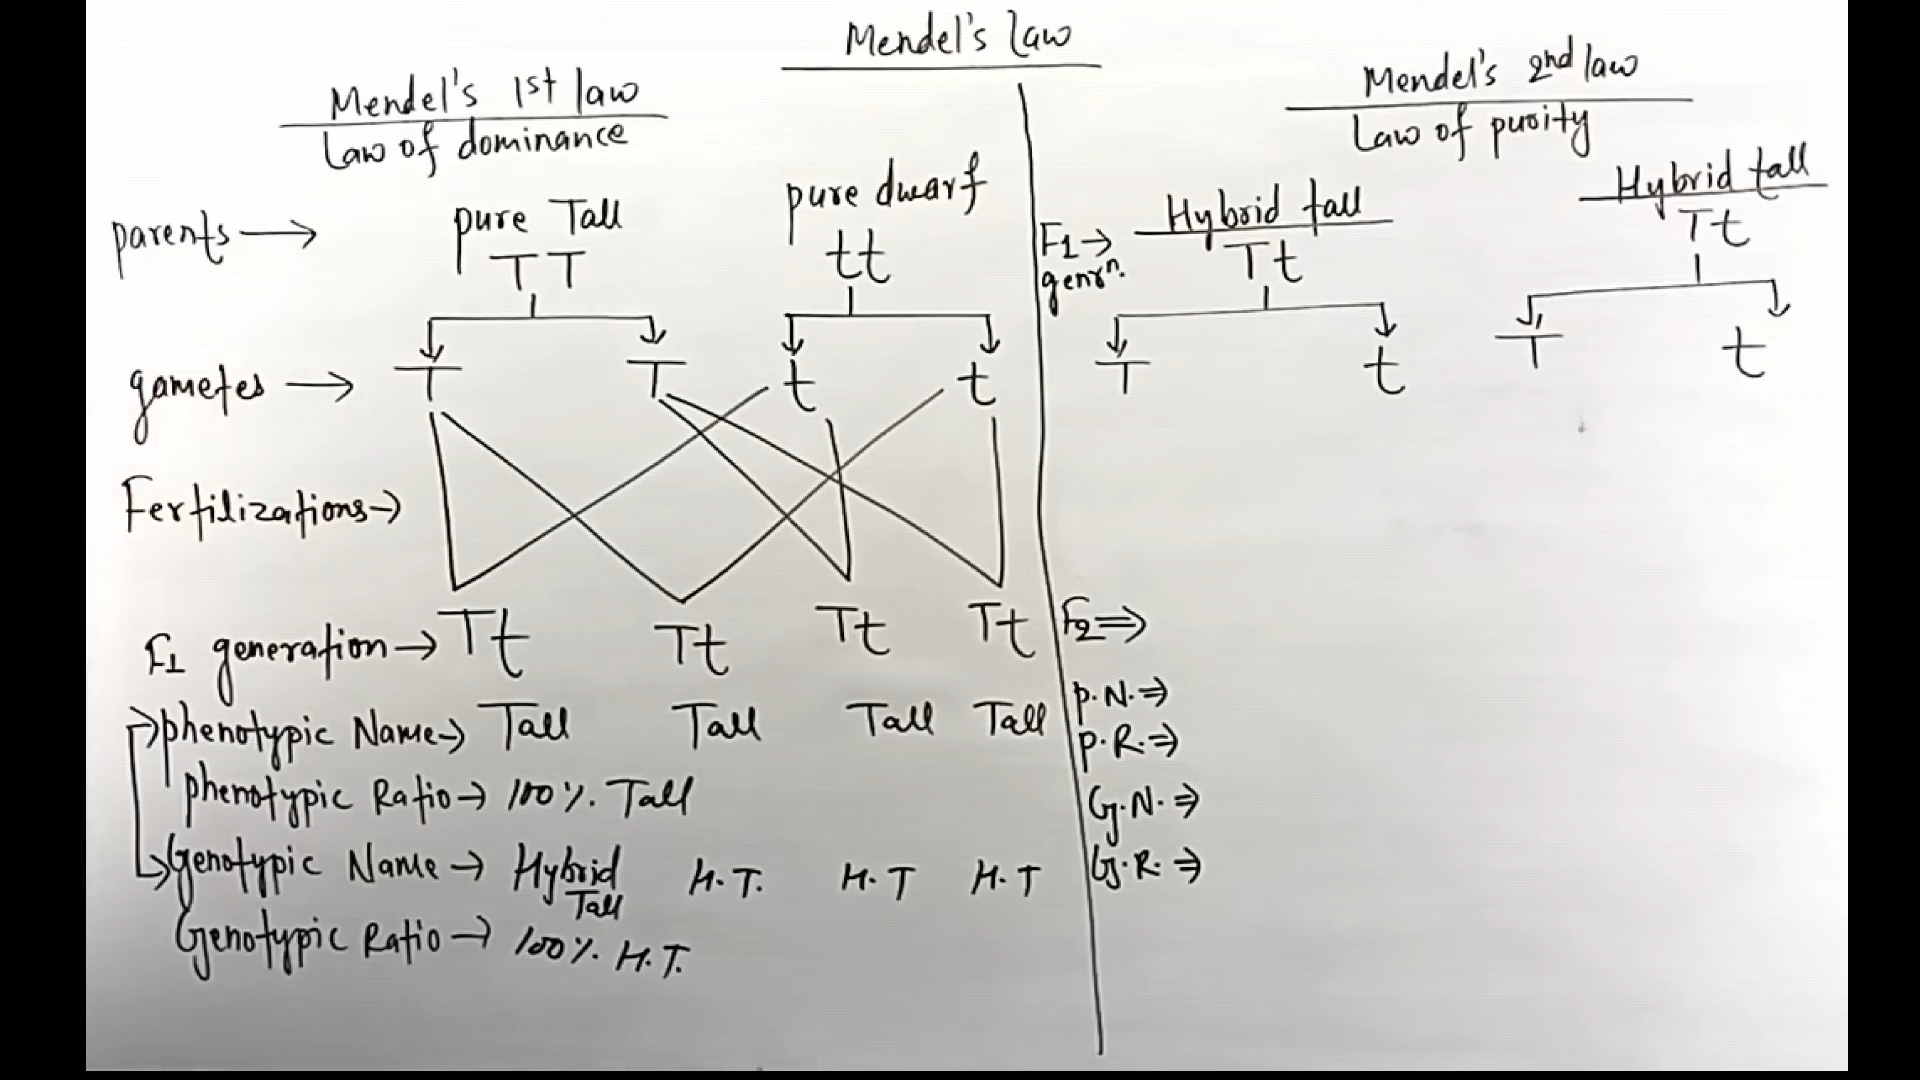 Mendel's law
Mendel's 1st law
Law of dominance
parents → pure Tall pure dwarf
TT tt
gametes → T T t t
Fertilizations →
F1 generation → Tt Tt Tt Tt
phenotypic Name → Tall Tall Tall Tall
phenotypic Ratio → 100%. Tall
Genotypic Name → Hybrid Tall H.T. H.T H.T
Genotypic Ratio → 100%. H.T.
Mendel's 2nd law
Law of purity
F1 → Hybrid tall Hybrid tall
genrn. Tt Tt
T t T t
F2 ⇒
P.N. ⇒
P.R. ⇒
G.N. ⇒
G.R. ⇒